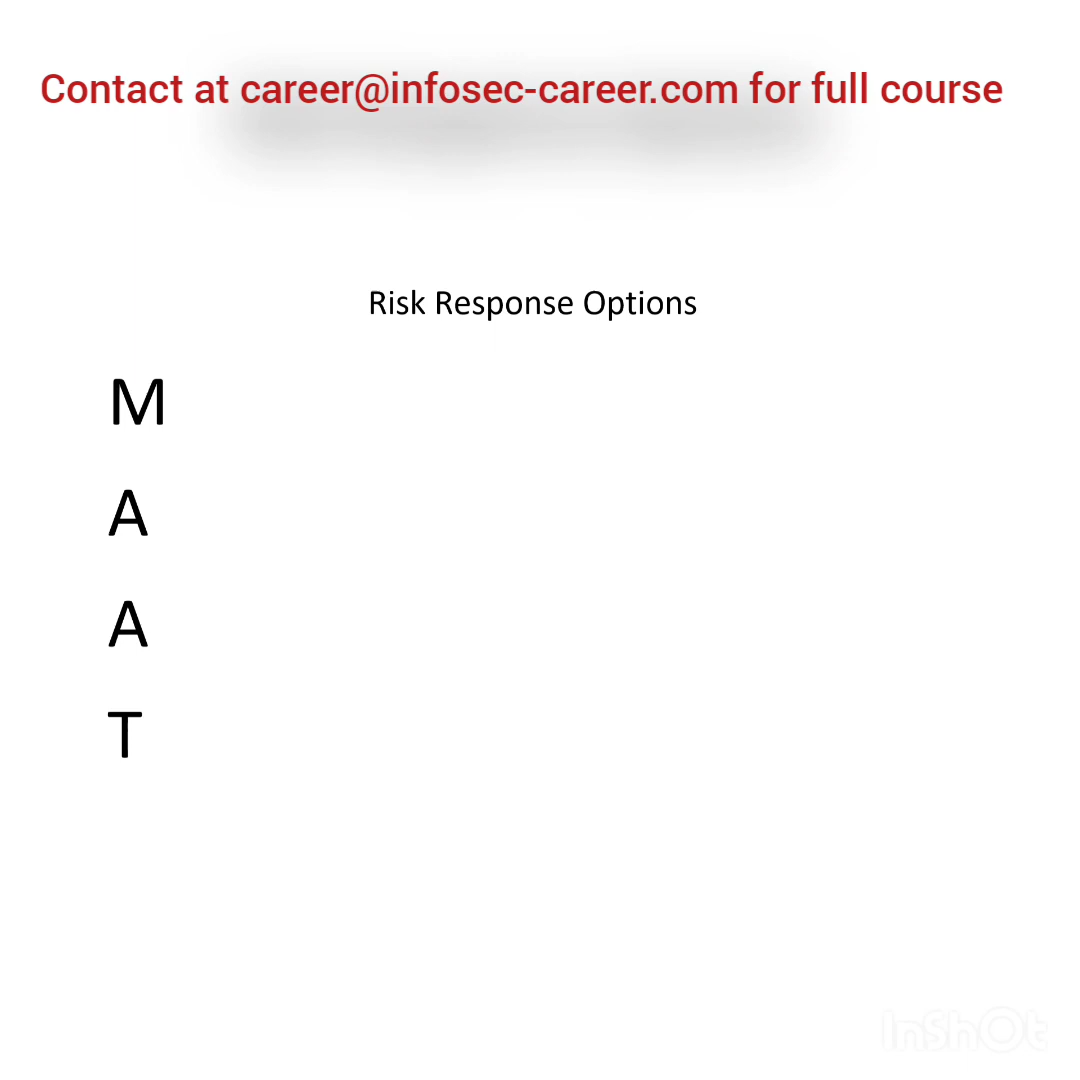 Contact at career@infosec-career.com for full course
Risk Response Options
M
A
A
T
InShOt